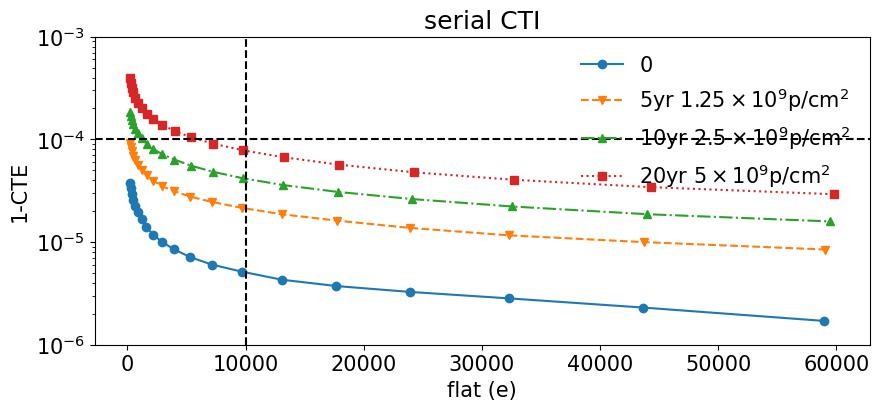 serial CTI
10⁻³
10⁻⁴
10⁻⁵
10⁻⁶
1-CTE
0
5yr 1.25 × 10⁹p/cm²
10yr 2.5 × 10⁹p/cm²
20yr 5 × 10⁹p/cm²
0 10000 20000 30000 40000 50000 60000
flat (e)